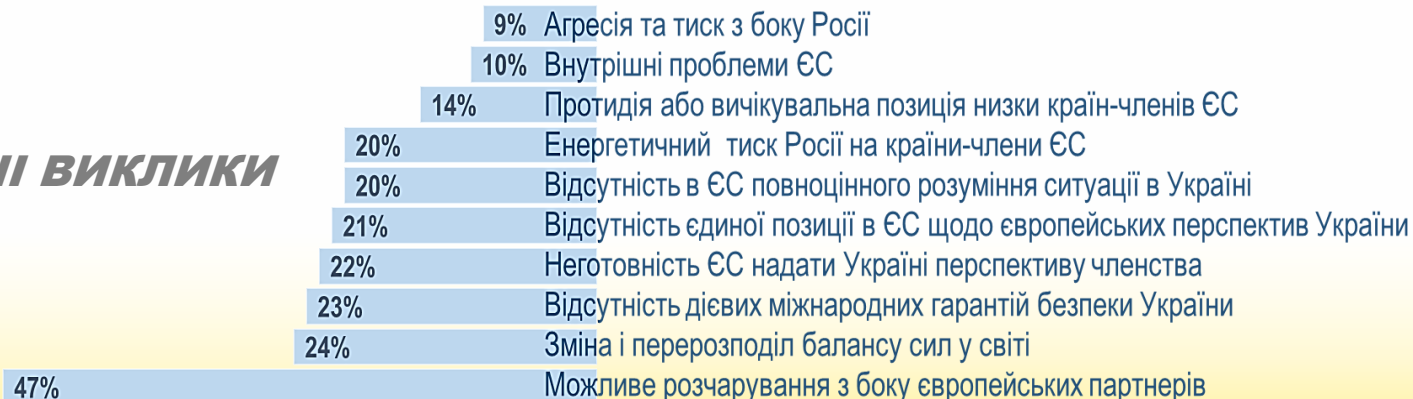 9% Агресія та тиск з боку Росії
10% Внутрішні проблеми ЄС
14% Протидія або вичікувальна позиція низки країн-членів ЄС
20% Енергетичний тиск Росії на країни-члени ЄС
ВИКЛИКИ
20% Відсутність в ЄС повноцінного розуміння ситуації в Україні
21% Відсутність єдиної позиції в ЄС щодо європейських перспектив України
22% Неготовність ЄС надати Україні перспективу членства
23% Відсутність дієвих міжнародних гарантій безпеки України
24% Зміна і перерозподіл балансу сил у світі
47% Можливе розчарування з боку європейських партнерів